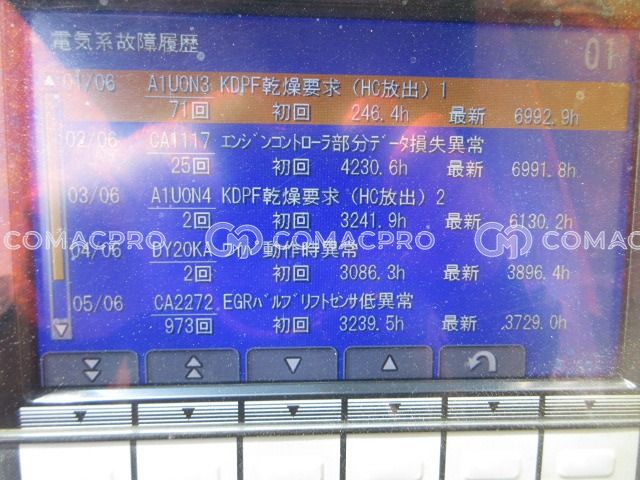 電気系故障履歴
01
01/06 A1U0N3 KDPF乾燥要求(HC放出)1
71回 初回 246.4h 最新 6992.9h
02/06 CA1117 エンジンコントローラ部分データ損失異常
25回 初回 4230.6h 最新 6991.8h
03/06 A1U0N4 KDPF乾燥要求(HC放出)2
2回 初回 3241.9h 最新 6130.2h
COMACPRO COMACPRO COMACPRO
04/06 DY20KA ワイパ動作時異常
2回 初回 3086.3h 最新 3896.4h
05/06 CA2272 EGRバルブリフトセンサ低異常
973回 初回 3239.5h 最新 3729.0h